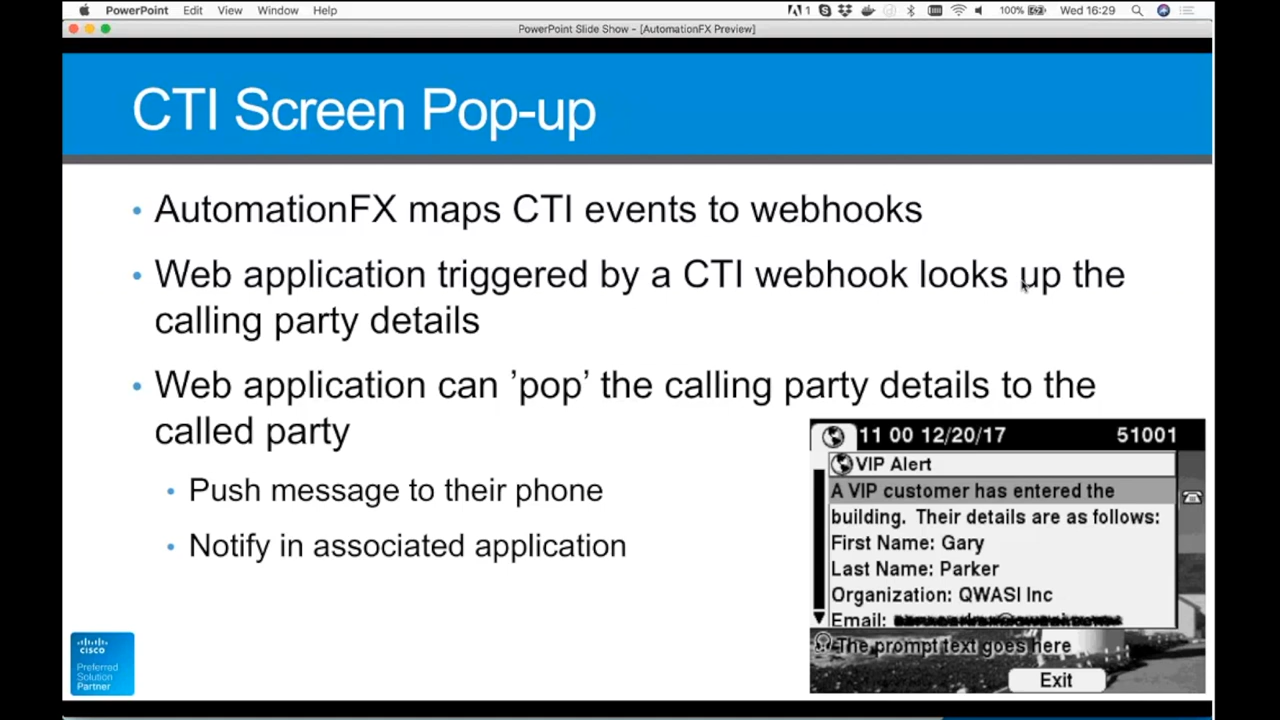 PowerPoint Edit View Window Help 1 100% Wed 16:29
PowerPoint Slide Show - [AutomationFX Preview]
CTI Screen Pop-up
• AutomationFX maps CTI events to webhooks
• Web application triggered by a CTI webhook looks up the
calling party details
• Web application can ’pop’ the calling party details to the
called party
• Push message to their phone
• Notify in associated application
11 00 12/20/17 51001
VIP Alert
A VIP customer has entered the
building. Their details are as follows:
First Name: Gary
Last Name: Parker
Organization: QWASI Inc
Email:
The prompt text goes here
Exit
cisco
Preferred
Solution
Partner